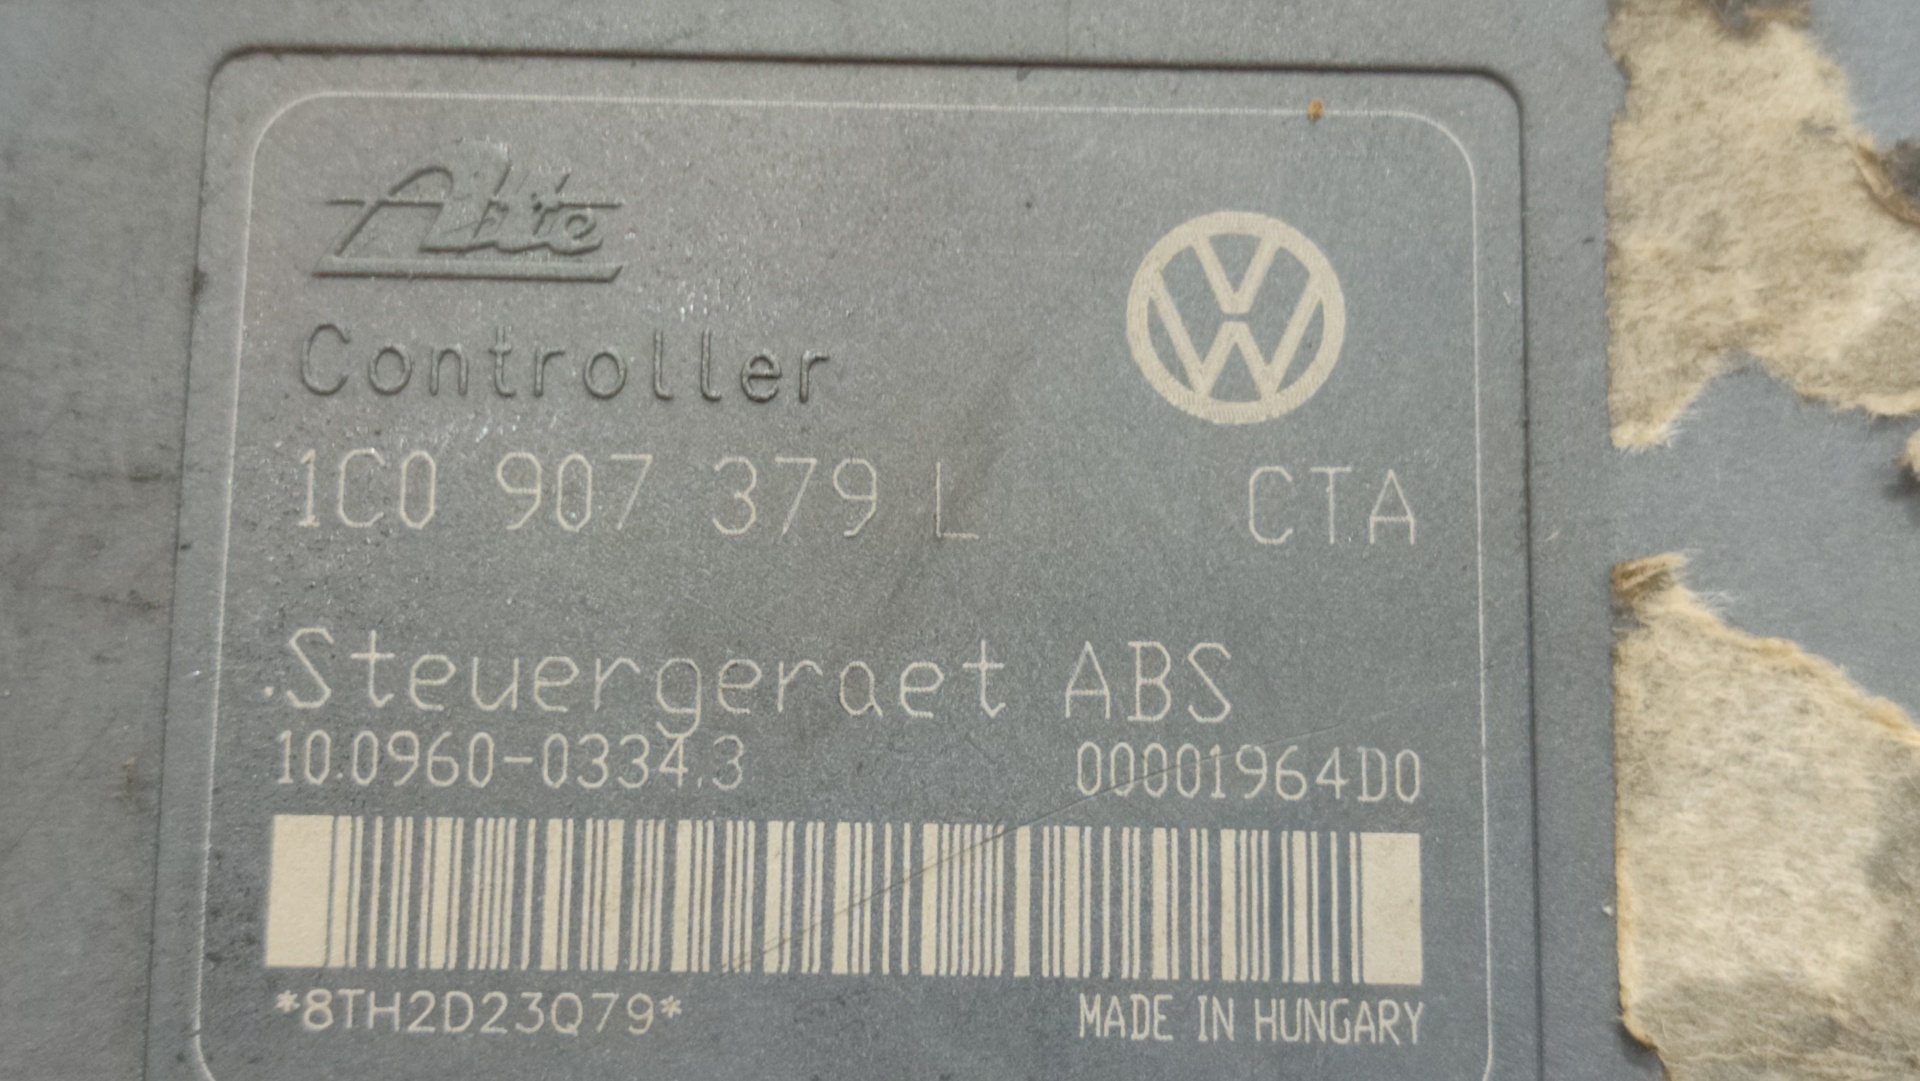 Ate
Controller
1C0 907 379 L CTA
Steuergeraet ABS
10.0960-0334.3 00001964D0
*8TH2D23Q79* MADE IN HUNGARY